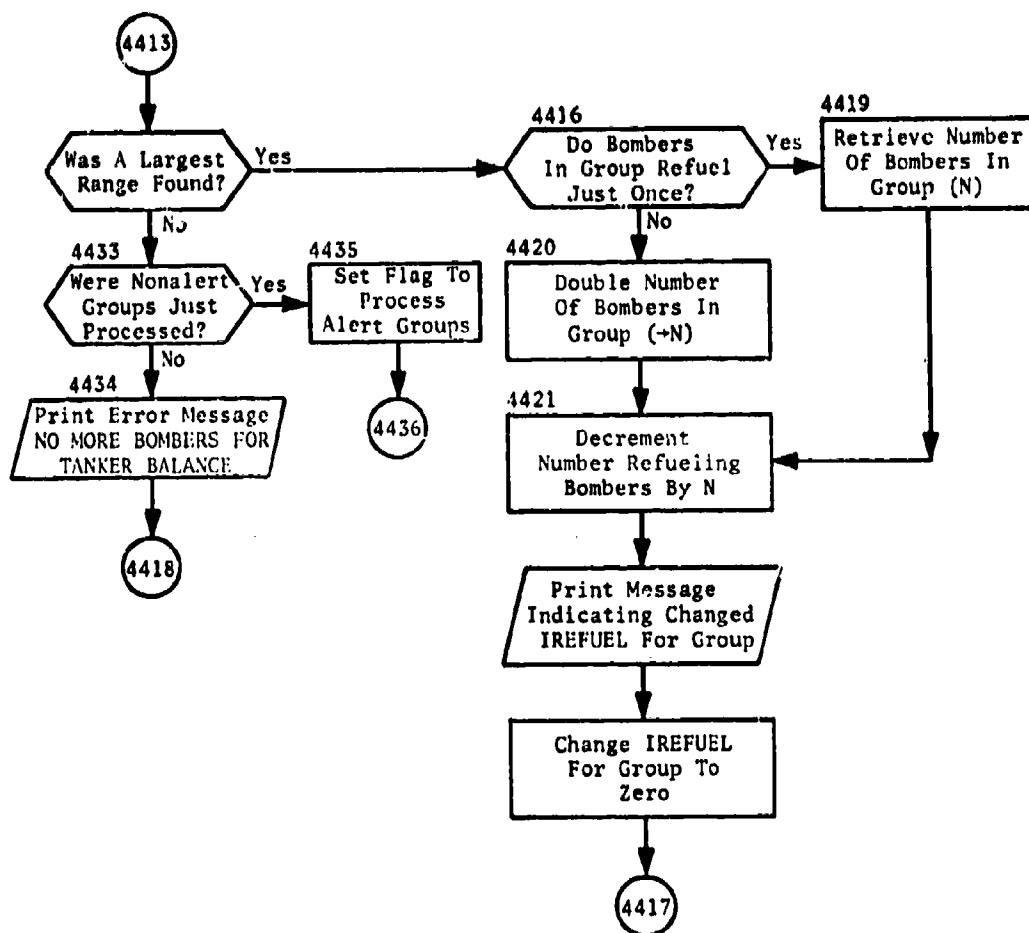 4413
Was A Largest
Range Found?
Yes
No
4416
Do Bombers
In Group Refuel
Just Once?
Yes
No
4419
Retrieve Number
Of Bombers In
Group (N)
4433
Were Nonalert
Groups Just
Processed?
Yes
No
4435
Set Flag To
Process
Alert Groups
4436
4434
Print Error Message
NO MORE BOMBERS FOR
TANKER BALANCE
4418
4420
Double Number
Of Bombers In
Group (→N)
4421
Decrement
Number Refueling
Bombers By N
Print Message
Indicating Changed
IREFUEL For Group
Change IREFUEL
For Group To
Zero
4417